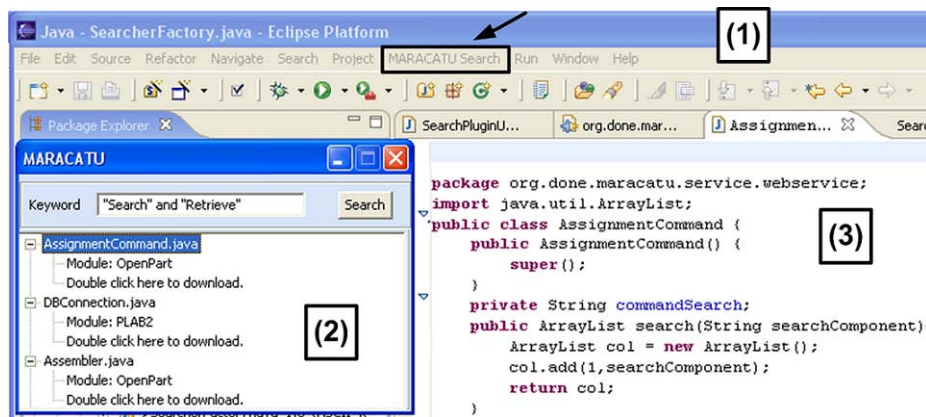 Java - SearcherFactory.java - Eclipse Platform
(1)
File Edit Source Refactor Navigate Search Project MARACATU Search Run Window Help
Package Explorer
SearchPluginU...
org.done.mar...
Assignmen...
Sear
MARACATU
Keyword "Search" and "Retrieve" Search
AssignmentCommand.java
Module: OpenPart
Double click here to download.
DBConnection.java
Module: PLAB2
Double click here to download.
Assembler.java
Module: OpenPart
Double click here to download.
(2)
package org.done.maracatu.service.webservice;
import java.util.ArrayList;
public class AssignmentCommand {
public AssignmentCommand() {
super();
}
private String commandSearch;
public ArrayList search(String searchComponent)
ArrayList col = new ArrayList();
col.add(1,searchComponent);
return col;
}
(3)